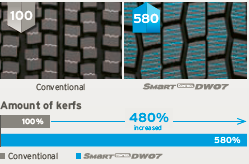 100
580
Conventional
SMART DW07
Amount of kerfs
100%
480%
increased
580%
Conventional
SMART DW07